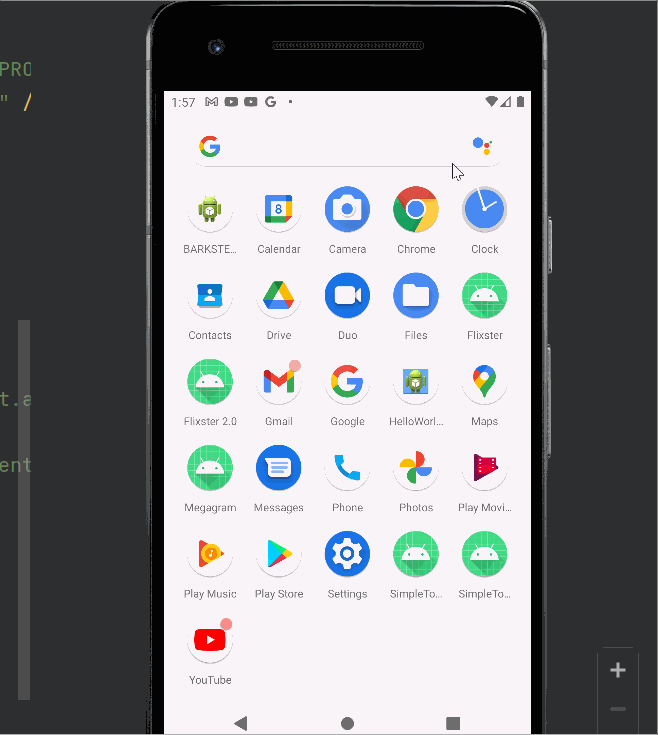 PRO
" /
1:57
BARKSTE... Calendar Camera Chrome Clock
8
Contacts Drive Duo Files Flixster
Flixster 2.0 Gmail Google HelloWorl... Maps
t.a
Megagram Messages Phone Photos Play Movi...
ent
Play Music Play Store Settings SimpleTo... SimpleTo...
YouTube